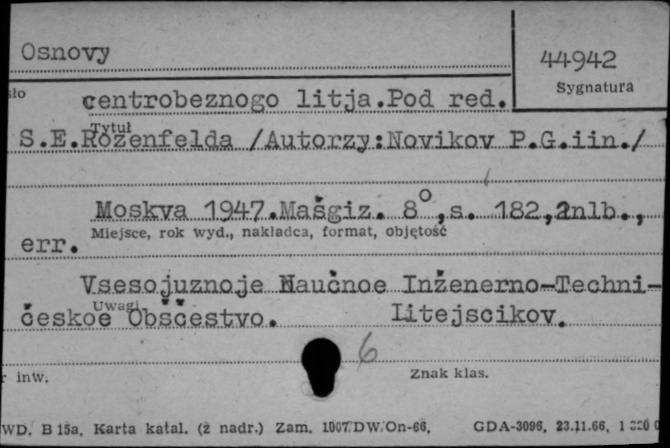 Osnovy
44942
Sygnatura
sło
centrobeznogo litja.Pod red.
Tytuł
S.E.Rozenfelda /Autorzy:Novikov P.G.iin./
Moskva 1947.Mašgiz. 8°,s. 182,2nlb.,
Miejsce, rok wyd., nakładca, format, objętość
err.
Vsesojuznoje Naučnoe Inženerno-Techni-
Uwagi
českoe Obščestvo. Litejscikov.
6
r inw. Znak klas.
WD. B 15a. Karta katal. (z nadr.) Zam. 1007/DW/On-66, GDA-3096, 23.11.66,